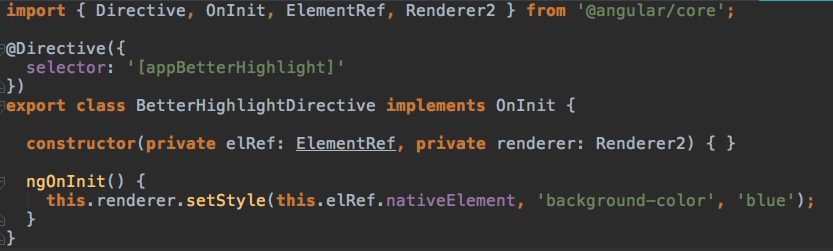 import { Directive, OnInit, ElementRef, Renderer2 } from '@angular/core';
@Directive({
selector: '[appBetterHighlight]'
})
export class BetterHighlightDirective implements OnInit {
constructor(private elRef: ElementRef, private renderer: Renderer2) { }
ngOnInit() {
this.renderer.setStyle(this.elRef.nativeElement, 'background-color', 'blue');
}
}